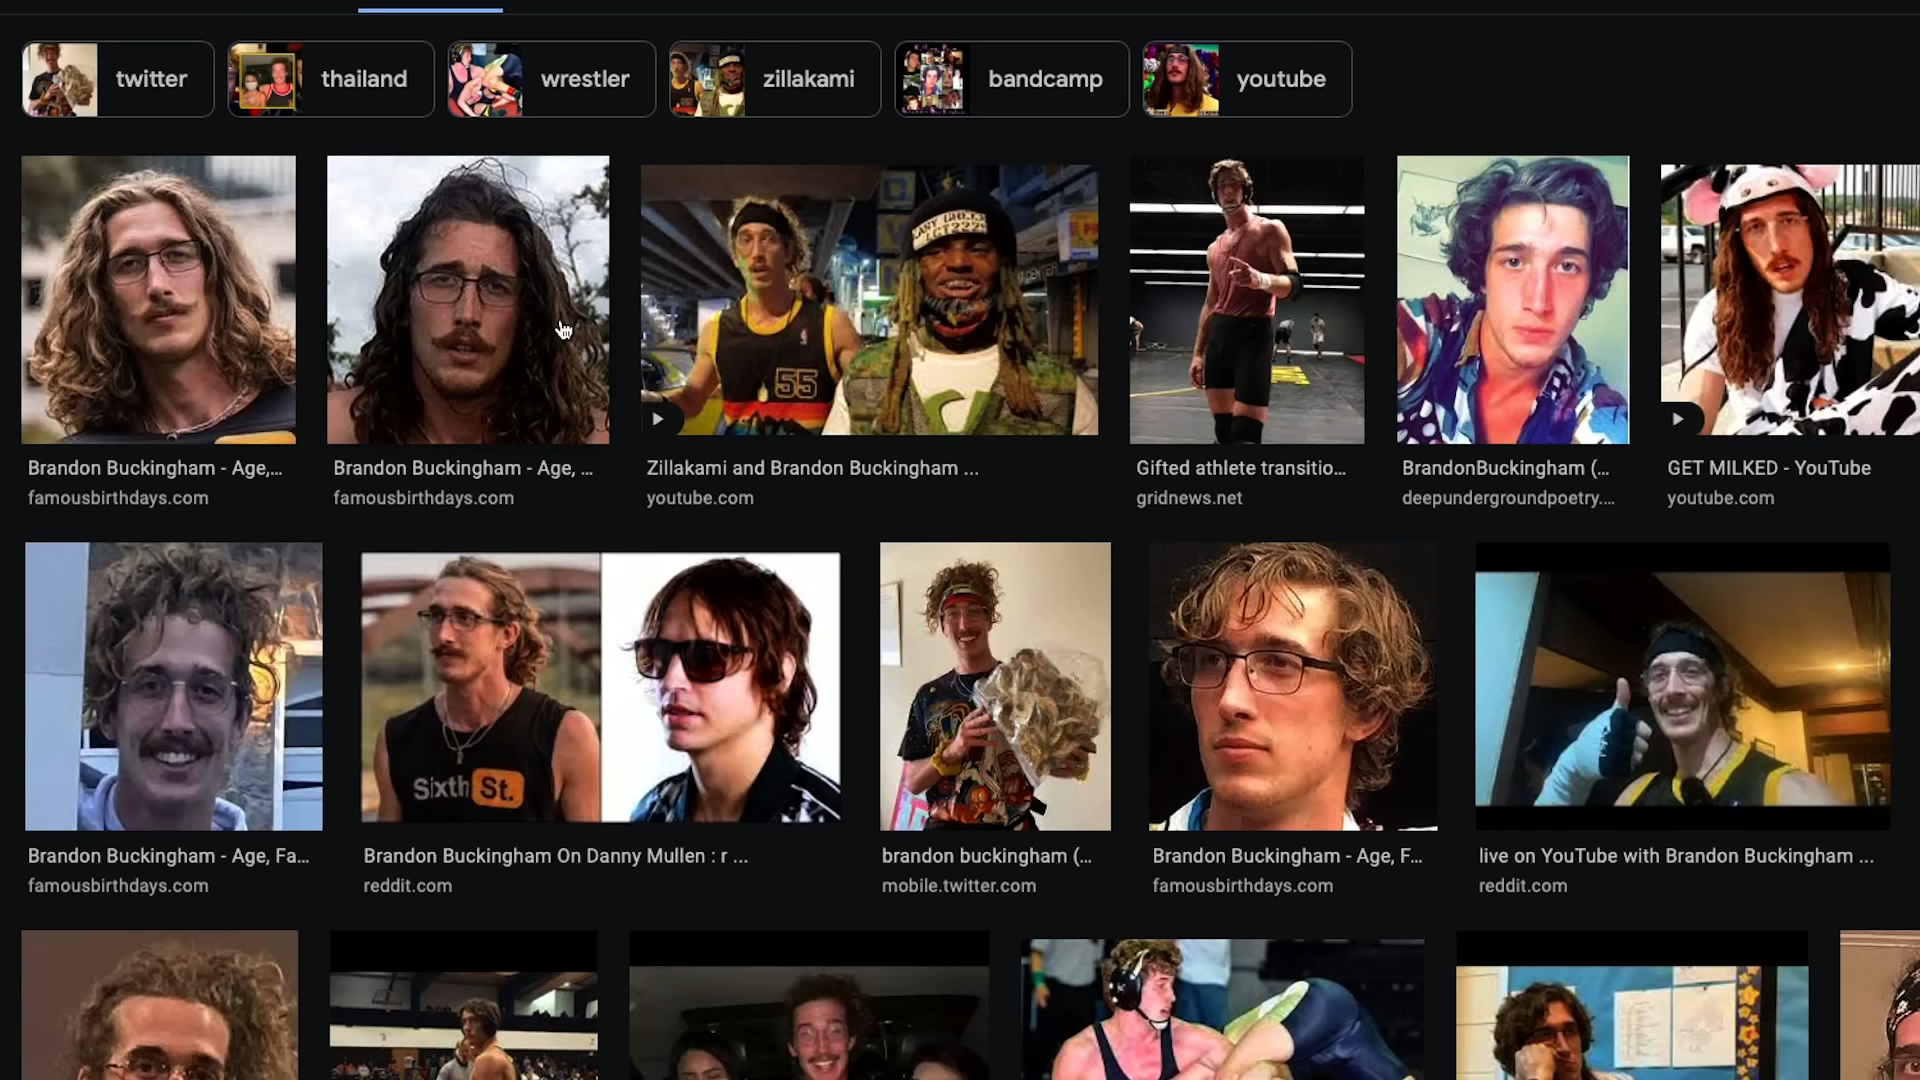 twitter
thailand
wrestler
zillakami
bandcamp
youtube
55
Brandon Buckingham - Age,...
famousbirthdays.com
Brandon Buckingham - Age, ...
famousbirthdays.com
Zillakami and Brandon Buckingham ...
youtube.com
Gifted athlete transitio...
gridnews.net
BrandonBuckingham (...
deepundergroundpoetry....
GET MILKED - YouTube
youtube.com
Sixth St.
Brandon Buckingham - Age, Fa...
famousbirthdays.com
Brandon Buckingham On Danny Mullen : r ...
reddit.com
brandon buckingham (...
mobile.twitter.com
Brandon Buckingham - Age, F...
famousbirthdays.com
live on YouTube with Brandon Buckingham ...
reddit.com